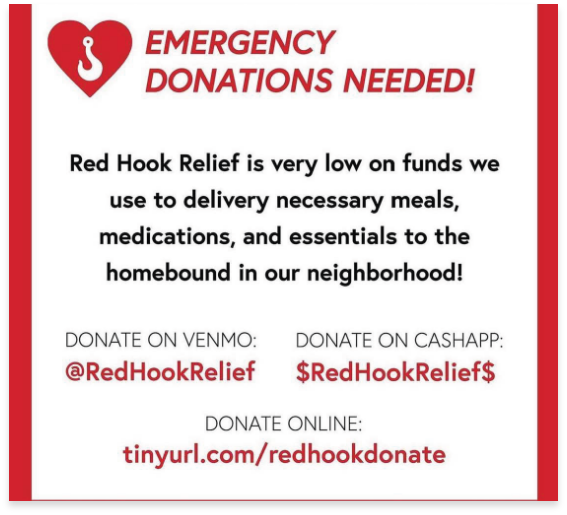 EMERGENCY
DONATIONS NEEDED!
Red Hook Relief is very low on funds we
use to delivery necessary meals,
medications, and essentials to the
homebound in our neighborhood!
DONATE ON VENMO:
@RedHookRelief
DONATE ON CASHAPP:
$RedHookRelief$
DONATE ONLINE:
tinyurl.com/redhookdonate